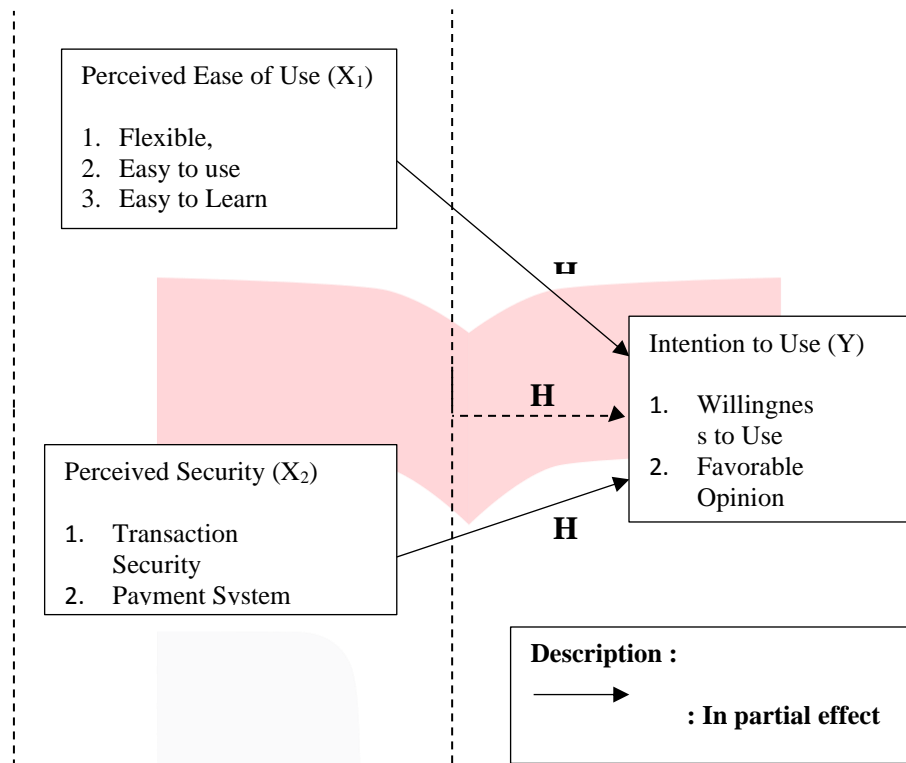 Perceived Ease of Use (X₁)
1. Flexible,
2. Easy to use
3. Easy to Learn
H
Intention to Use (Y)
1. Willingnes
s to Use
2. Favorable
Opinion
H
Perceived Security (X₂)
1. Transaction
Security
2. Payment System
H
Description :
: In partial effect